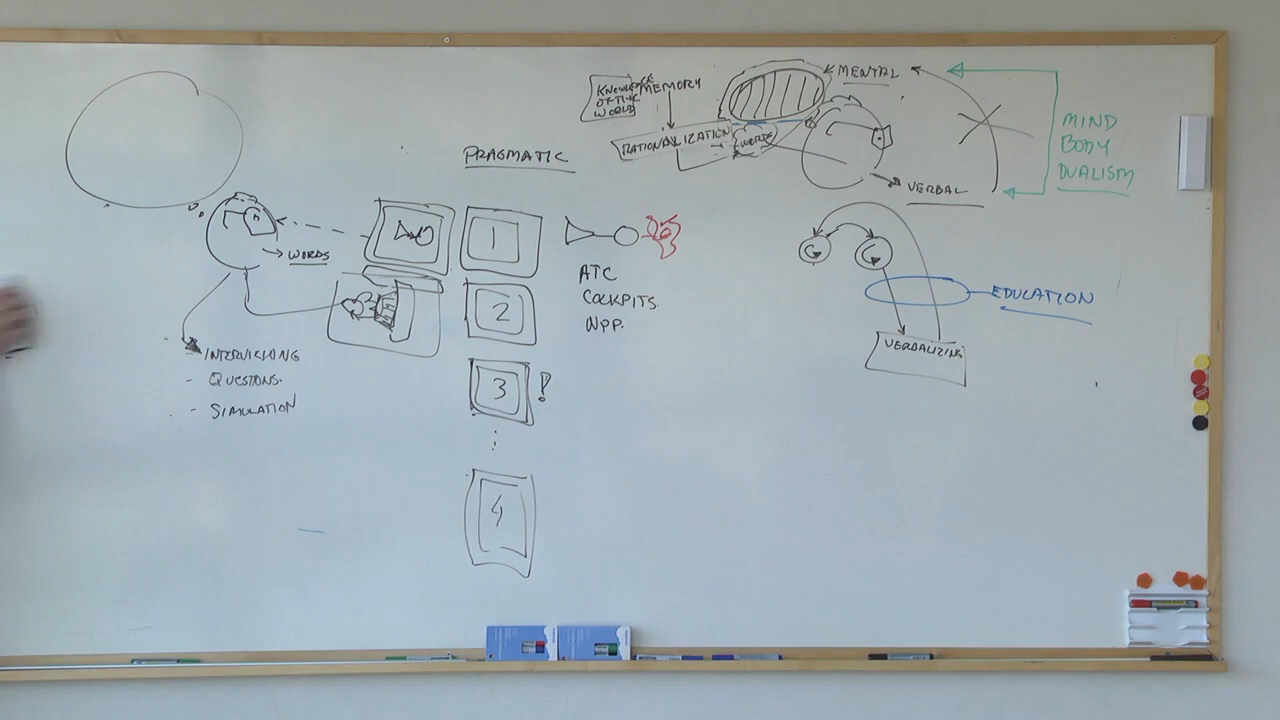 KNOWLEDGE
OF THE
WORLD
MEMORY
MENTAL
RATIONALIZATION
WORDS
VERBAL
MIND
BODY
DUALISM
PRAGMATIC
WORDS
1
2
3 !
4
ATC
COCKPITS
NPP.
- INTERVIEWING
- QUESTIONS.
- SIMULATION
EDUCATION
VERBALIZING